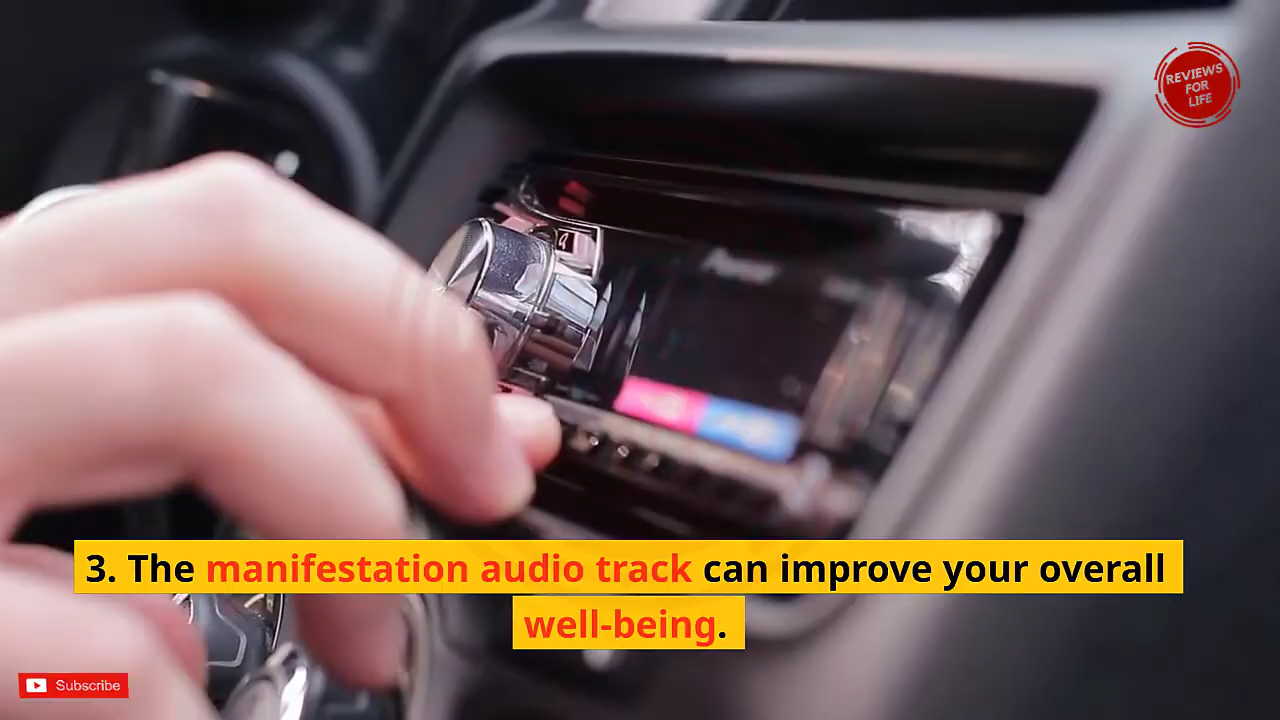 REVIEWS
FOR
LIFE
3. The manifestation audio track can improve your overall
well-being.
Subscribe